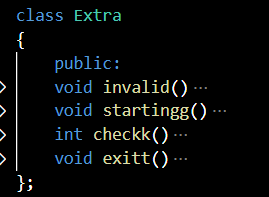 class Extra
{
public:
void invalid()···
void startingg()···
int checkk()···
void exitt()···
};